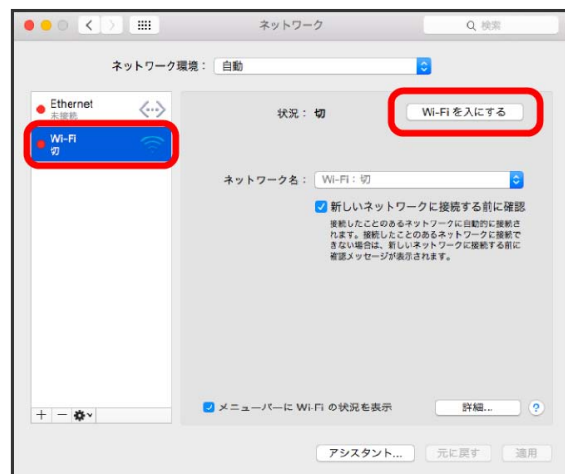 ネットワーク
検索
ネットワーク環境： 自動
Ethernet
未接続
Wi-Fi
切
状況： 切
Wi-Fi を入にする
ネットワーク名： Wi-Fi：切
新しいネットワークに接続する前に確認
接続したことのあるネットワークに自動的に接続さ
れます。接続したことのあるネットワークに接続で
きない場合は、新しいネットワークに接続する前に
確認メッセージが表示されます。
メニューバーに Wi-Fi の状況を表示
詳細...
?
アシスタント...
元に戻す
適用